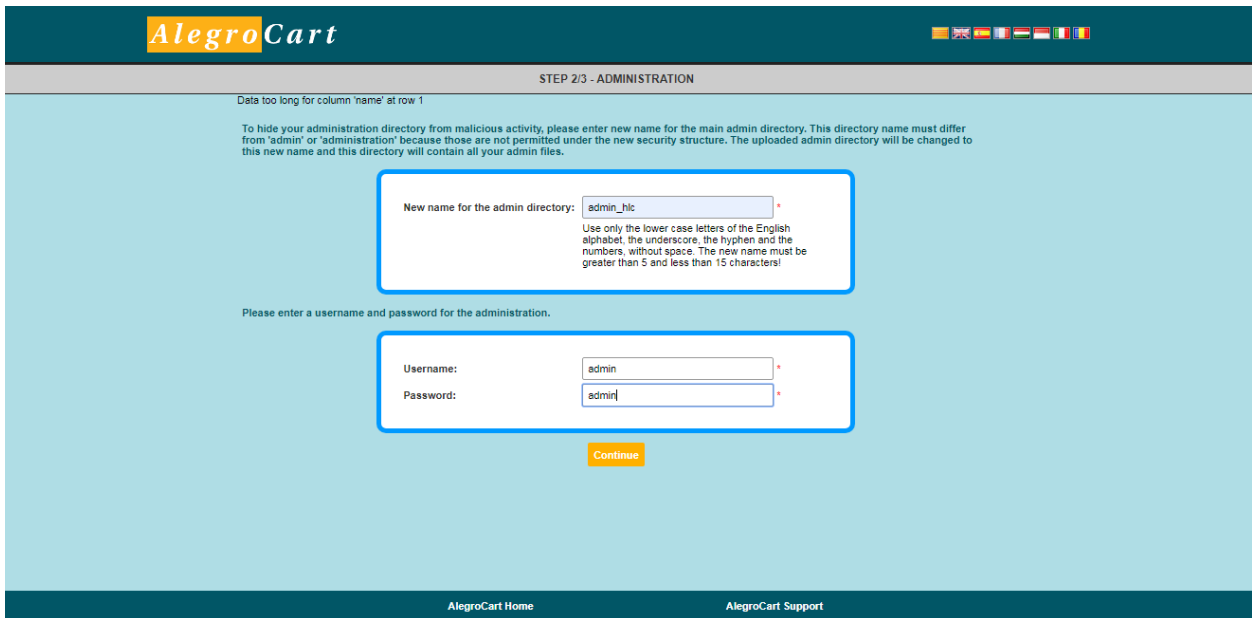 AlegroCart
STEP 2/3 - ADMINISTRATION
Data too long for column 'name' at row 1
To hide your administration directory from malicious activity, please enter new name for the main admin directory. This directory name must differ
from 'admin' or 'administration' because those are not permitted under the new security structure. The uploaded admin directory will be changed to
this new name and this directory will contain all your admin files.
New name for the admin directory: admin_hlc *
Use only the lower case letters of the English
alphabet, the underscore, the hyphen and the
numbers, without space. The new name must be
greater than 5 and less than 15 characters!
Please enter a username and password for the administration.
Username: admin *
Password: admin *
Continue
AlegroCart Home AlegroCart Support